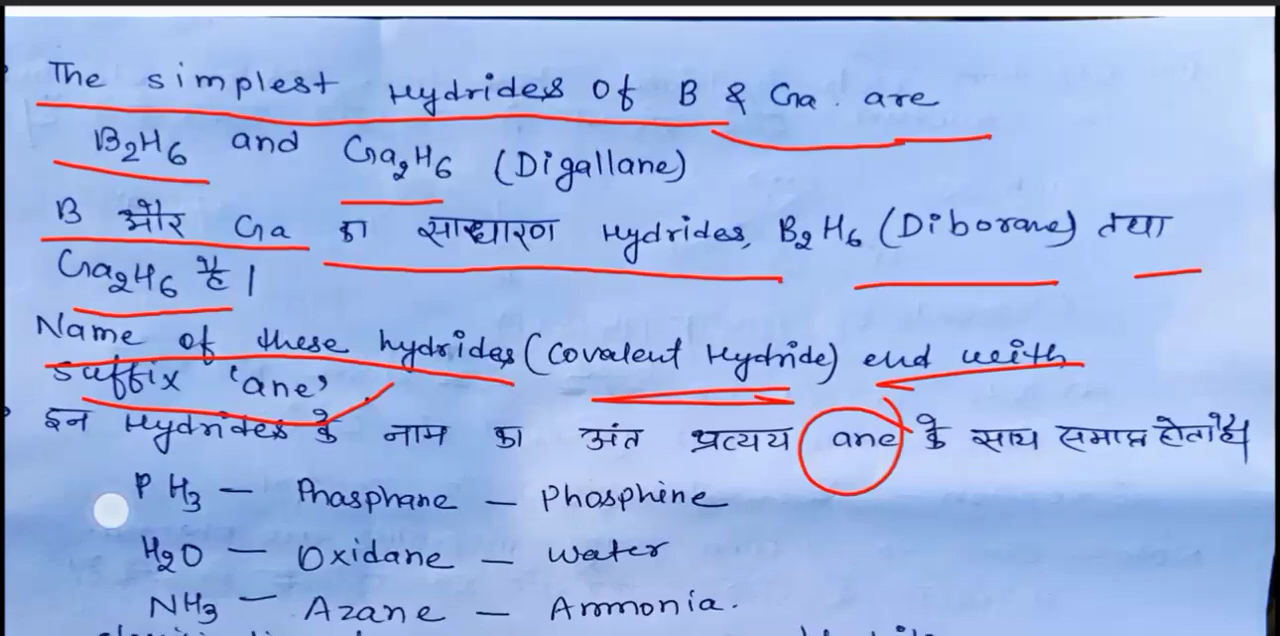 The simplest Hydrides of B & Ga. are
B₂H₆ and Ga₂H₆ (Digallane)
B और Ga का साधारण Hydrides, B₂H₆ (Diborane) तथा
Ga₂H₆ है।
Name of these hydrides (Covalent Hydride) end with
suffix 'ane'
इन Hydrides के नाम का अंत प्रत्यय ane के साथ समाप्त होता है।
PH₃ — Phasphane — Phosphine
H₂O — Oxidane — Water
NH₃ — Azane — Ammonia.